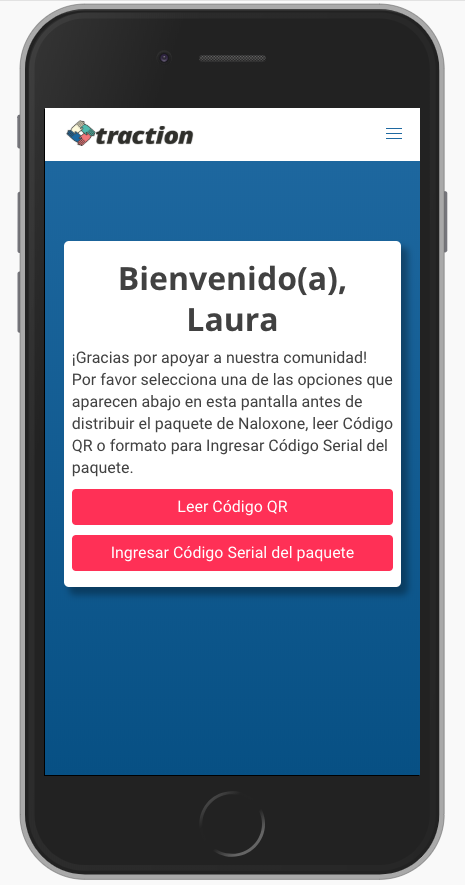 traction
Bienvenido(a),
Laura
¡Gracias por apoyar a nuestra comunidad!
Por favor selecciona una de las opciones que
aparecen abajo en esta pantalla antes de
distribuir el paquete de Naloxone, leer Código
QR o formato para Ingresar Código Serial del
paquete.
Leer Código QR
Ingresar Código Serial del paquete